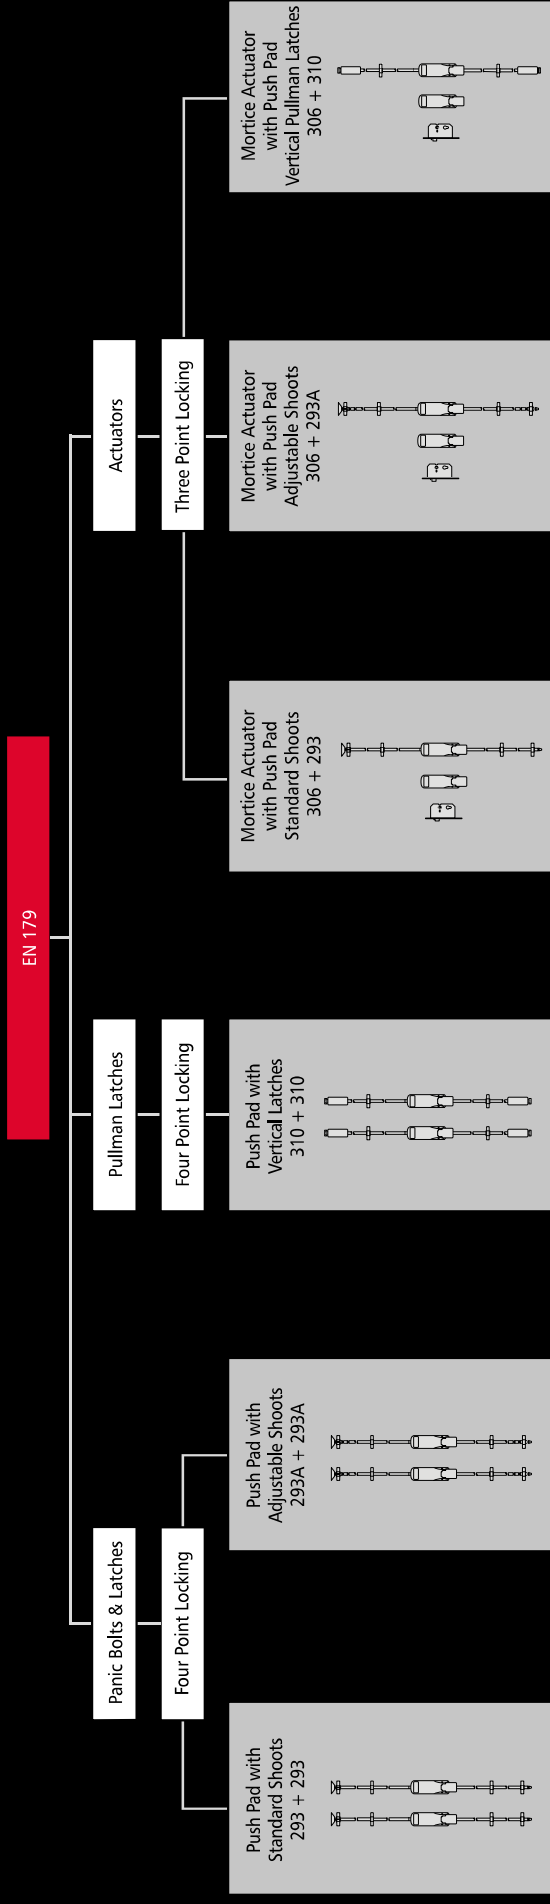 EN 179
Panic Bolts & Latches
Pullman Latches
Actuators
Four Point Locking
Four Point Locking
Three Point Locking
Push Pad with
Standard Shoots
293 + 293
Push Pad with
Adjustable Shoots
293A + 293A
Push Pad with
Vertical Latches
310 + 310
Mortice Actuator
with Push Pad
Standard Shoots
306 + 293
Mortice Actuator
with Push Pad
Adjustable Shoots
306 + 293A
Mortice Actuator
with Push Pad
Vertical Pullman Latches
306 + 310